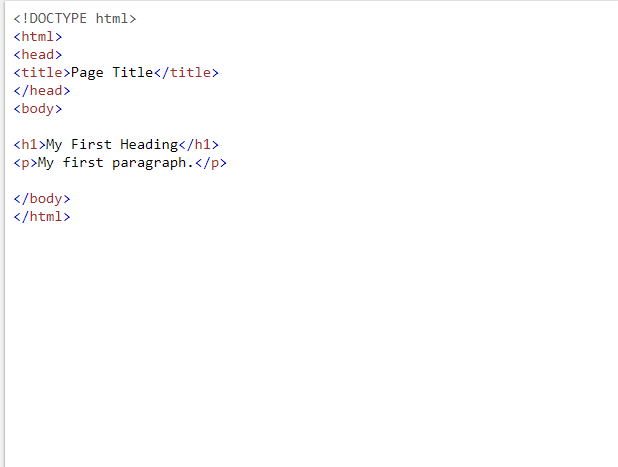 <!DOCTYPE html>
<html>
<head>
<title>Page Title</title>
</head>
<body>

<h1>My First Heading</h1>
<p>My first paragraph.</p>

</body>
</html>